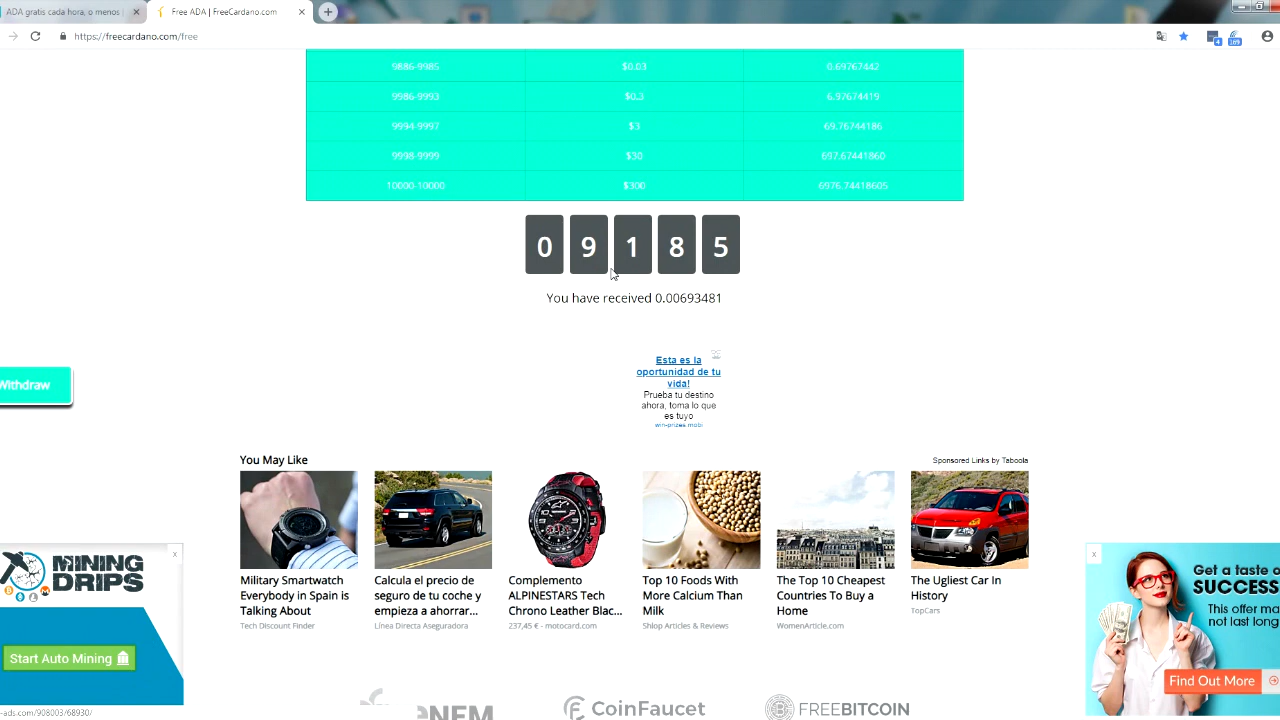 ADA gratis cada hora, o menos
Free ADA | FreeCardano.com
https://freecardano.com/free
9886-9985 $0.03 0.69767442
9986-9993 $0.3 6.97674419
9994-9997 $3 69.76744186
9998-9999 $30 697.67441860
10000-10000 $300 6976.74418605
0 9 1 8 5
You have received 0.00693481
Esta es la
oportunidad de tu
vida!
Prueba tu destino
ahora, toma lo que
es tuyo
win-prizes.mobi
Withdraw
You May Like
Sponsored Links by Taboola
Military Smartwatch
Everybody in Spain is
Talking About
Tech Discount Finder
Calcula el precio de
seguro de tu coche y
empieza a ahorrar...
Línea Directa Aseguradora
Complemento
ALPINESTARS Tech
Chrono Leather Blac...
237,45 € - motocard.com
Top 10 Foods With
More Calcium Than
Milk
Shlop Articles & Reviews
The Top 10 Cheapest
Countries To Buy a
Home
WomenArticle.com
The Ugliest Car In
History
TopCars
MINING
DRIPS
Start Auto Mining
Get a taste o
SUCCESS
This offer ma
not last long
Find Out More
NEM
CoinFaucet
FREEBITCOIN
-ads.com/908003/68930/